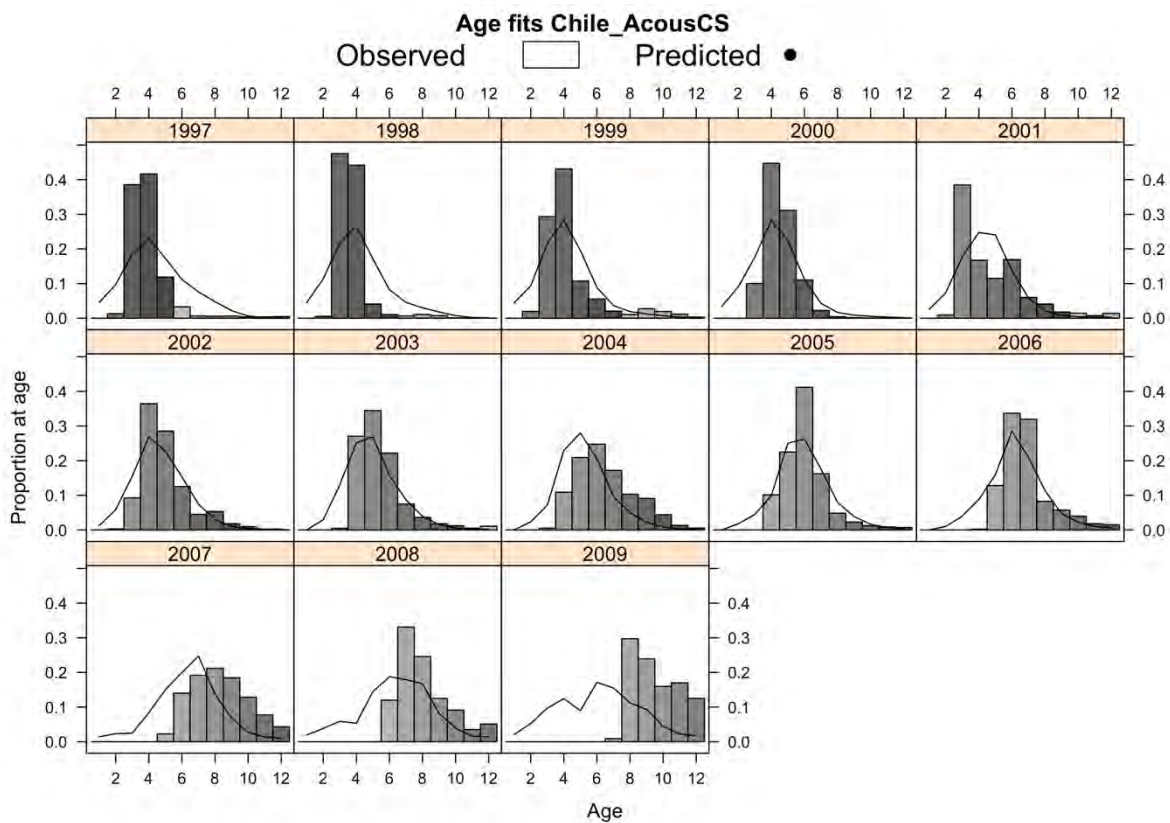 Age fits Chile_AcousCS
Observed Predicted
2 4 6 8 10 12 2 4 6 8 10 12 2 4 6 8 10 12
2 4 6 8 10 12 2 4 6 8 10 12
1997 1998 1999 2000 2001
0.4 0.4
0.3 0.3
0.2 0.2
0.1 0.1
0.0 0.0
2002 2003 2004 2005 2006
0.4 0.4
0.3 0.3
0.2 0.2
0.1 0.1
0.0 0.0
Proportion at age
2007 2008 2009
0.4 0.4
0.3 0.3
0.2 0.2
0.1 0.1
0.0 0.0
2 4 6 8 10 12 2 4 6 8 10 12 2 4 6 8 10 12
Age